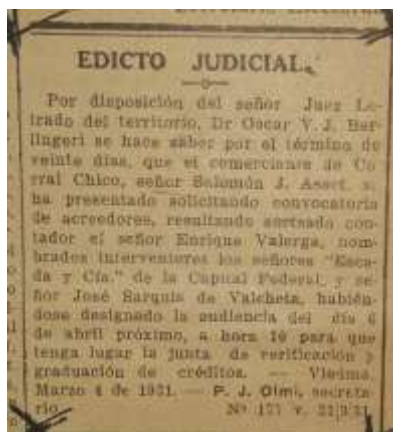 EDICTO JUDICIAL.
Por disposición del señor Juez Le-
trado del territorio, Dr Oscar V. J. Ber-
lingeri se hace saber por el término de
veinte días, que el comerciante de Co-
rral Chico, señor Salomón J. Asset, se
ha presentado solicitando convocatoria
de acreedores, resultando sorteado con-
tador el señor Enrique Valerga, nom-
brados interventores los señores "Esca-
da y Cía." de la Capital Federal, y se-
ñor José Sarquis de Valcheta, habién-
dose designado la audiencia del día 6
de abril próximo, a hora 16 para que
tenga lugar la junta de verificación y
graduación de créditos. — Viedma,
Marzo 4 de 1931. — P. J. Olmi, secreta-
rio. Nº 177 v. 21|3|31